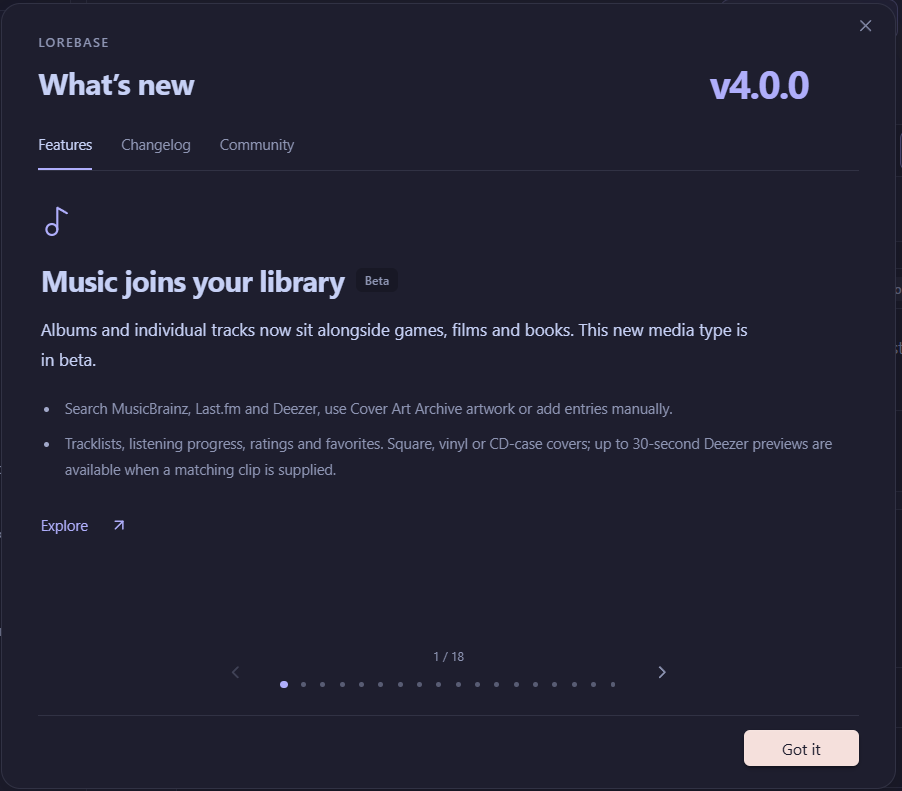 LOREBASE
What's new
v4.0.0
Features
Changelog
Community
Music joins your library
Beta
Albums and individual tracks now sit alongside games, films and books. This new media type is
in beta.
• Search MusicBrainz, Last.fm and Deezer, use Cover Art Archive artwork or add entries manually.
• Tracklists, listening progress, ratings and favorites. Square, vinyl or CD-case covers; up to 30-second Deezer previews are
available when a matching clip is supplied.
Explore
1 / 18
Got it